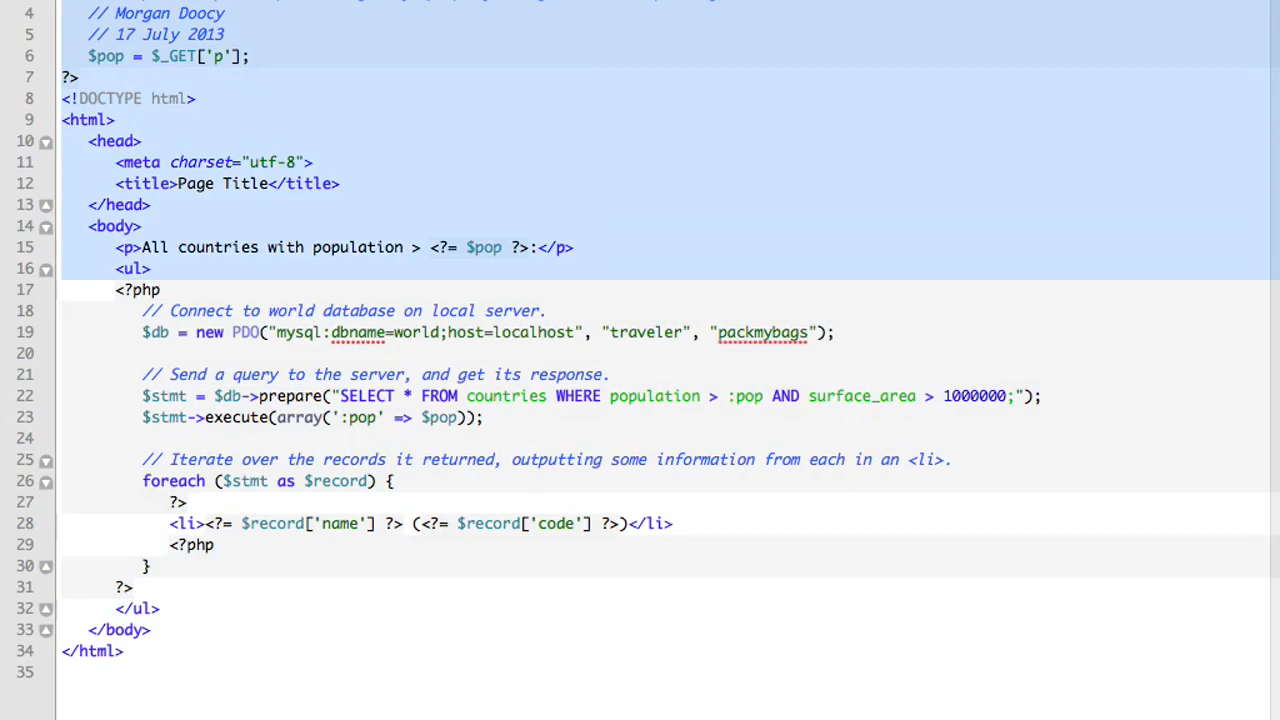 4 // Morgan Doocy
5 // 17 July 2013
6 $pop = $_GET['p'];
7 ?>
8 <!DOCTYPE html>
9 <html>
10 <head>
11 <meta charset="utf-8">
12 <title>Page Title</title>
13 </head>
14 <body>
15 <p>All countries with population > <?= $pop ?>:</p>
16 <ul>
17 <?php
18 // Connect to world database on local server.
19 $db = new PDO("mysql:dbname=world;host=localhost", "traveler", "packmybags");
20
21 // Send a query to the server, and get its response.
22 $stmt = $db->prepare("SELECT * FROM countries WHERE population > :pop AND surface_area > 1000000;");
23 $stmt->execute(array(':pop' => $pop));
24
25 // Iterate over the records it returned, outputting some information from each in an <li>.
26 foreach ($stmt as $record) {
27 ?>
28 <li><?= $record['name'] ?> (<?= $record['code'] ?>)</li>
29 <?php
30 }
31 ?>
32 </ul>
33 </body>
34 </html>
35